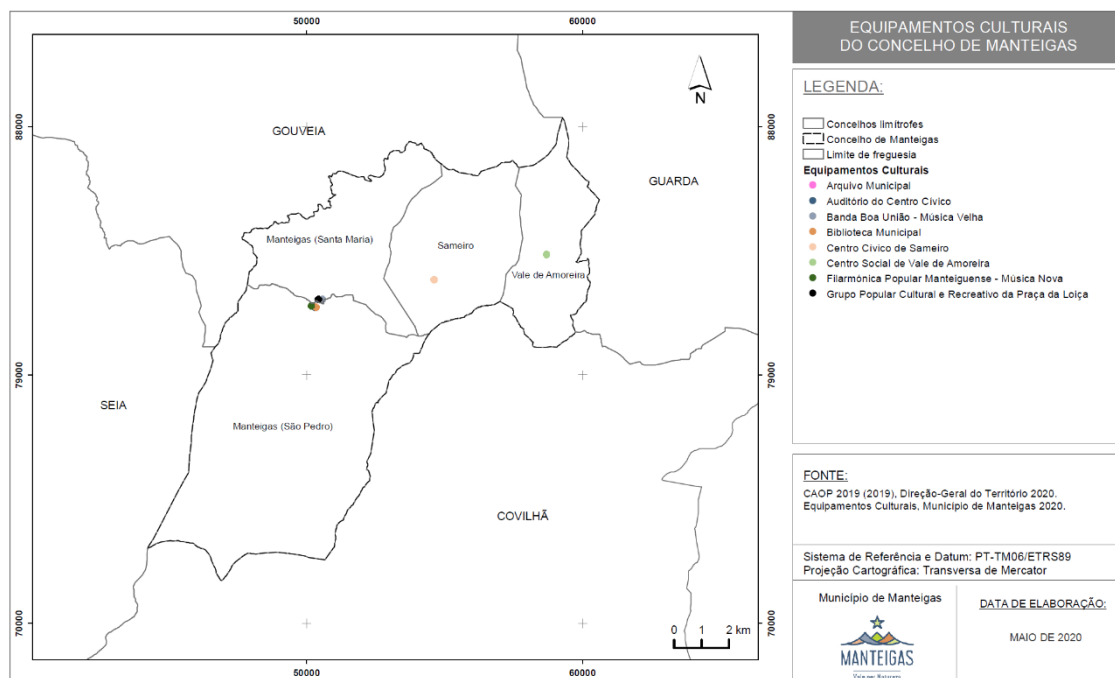 50000
60000
EQUIPAMENTOS CULTURAIS
DO CONCELHO DE MANTEIGAS
LEGENDA:
Concelhos limítrofes
Concelho de Manteigas
Limite de freguesia
Equipamentos Culturais
Arquivo Municipal
Auditório do Centro Cívico
Banda Boa União - Música Velha
Biblioteca Municipal
Centro Cívico de Sameiro
Centro Social de Vale de Amoreira
Filarmónica Popular Manteiguense - Música Nova
Grupo Popular Cultural e Recreativo da Praça da Loiça
N
88000
GOUVEIA
88000
GUARDA
Manteigas (Santa Maria)
Sameiro
Vale de Amoreira
79000
79000
SEIA
Manteigas (São Pedro)
COVILHÃ
70000
70000
0 1 2 km
50000
60000
FONTE:
CAOP 2019 (2019), Direção-Geral do Território 2020.
Equipamentos Culturais, Município de Manteigas 2020.
Sistema de Referência e Datum: PT-TM06/ETRS89
Projeção Cartográfica: Transversa de Mercator
Município de Manteigas
MANTEIGAS
DATA DE ELABORAÇÃO:
MAIO DE 2020